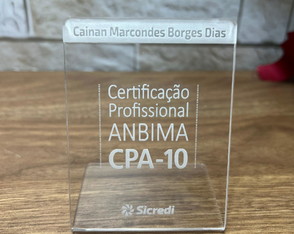 Cainan Marcondes Borges Dias
Certificação
Profissional
ANBIMA
CPA-10
Sicredi